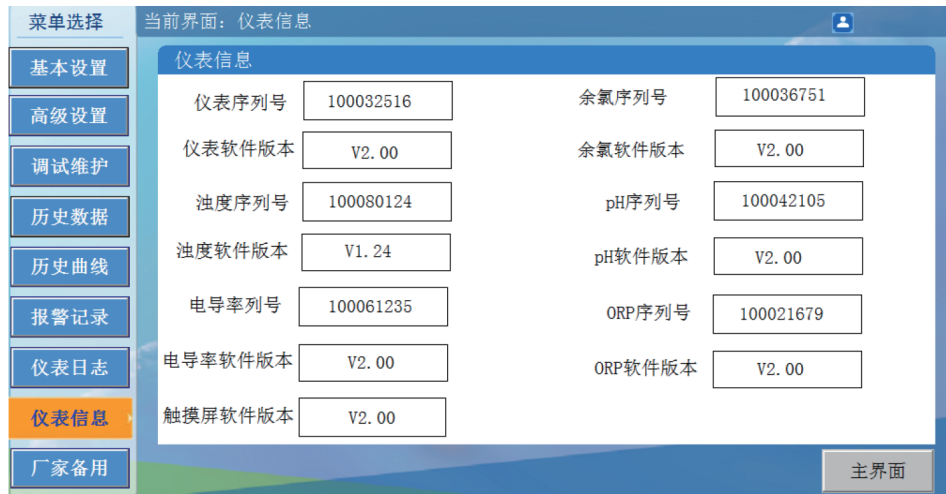 菜单选择
基本设置
高级设置
调试维护
历史数据
历史曲线
报警记录
仪表日志
仪表信息
厂家备用
当前界面: 仪表信息
仪表信息
仪表序列号 100032516
仪表软件版本 V2.00
浊度序列号 100080124
浊度软件版本 V1.24
电导率列号 100061235
电导率软件版本 V2.00
触摸屏软件版本 V2.00
余氯序列号 100036751
余氯软件版本 V2.00
pH序列号 100042105
pH软件版本 V2.00
ORP序列号 100021679
ORP软件版本 V2.00
主界面